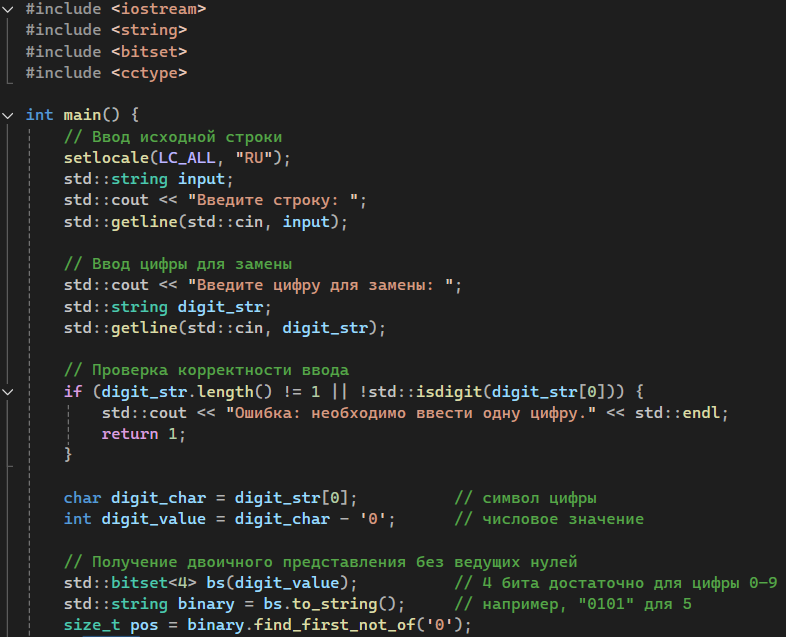 #include <iostream>
#include <string>
#include <bitset>
#include <cctype>

int main() {
    // Ввод исходной строки
    setlocale(LC_ALL, "RU");
    std::string input;
    std::cout << "Введите строку: ";
    std::getline(std::cin, input);

    // Ввод цифры для замены
    std::cout << "Введите цифру для замены: ";
    std::string digit_str;
    std::getline(std::cin, digit_str);

    // Проверка корректности ввода
    if (digit_str.length() != 1 || !std::isdigit(digit_str[0])) {
        std::cout << "Ошибка: необходимо ввести одну цифру." << std::endl;
        return 1;
    }

    char digit_char = digit_str[0];          // символ цифры
    int digit_value = digit_char - '0';      // числовое значение

    // Получение двоичного представления без ведущих нулей
    std::bitset<4> bs(digit_value);          // 4 бита достаточно для цифры 0-9
    std::string binary = bs.to_string();     // например, "0101" для 5
    size_t pos = binary.find_first_not_of('0');